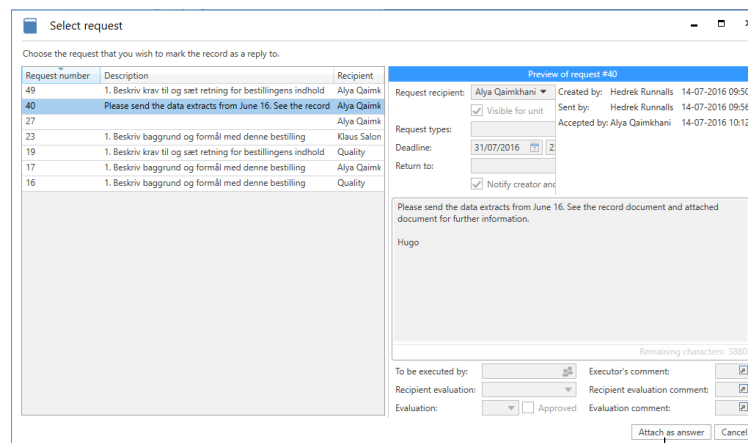 Select request
Choose the request that you wish to mark the record as a reply to.
Request number Description Recipient
49 1. Beskriv krav til og sæt retning for bestillingens indhold Alya Qaimk
40 Please send the data extracts from June 16. See the record Alya Qaimk
27 Alya Qaimk
23 1. Beskriv baggrund og formål med denne bestilling Klaus Salon
19 1. Beskriv krav til og sæt retning for bestillingens indhold Quality
17 1. Beskriv baggrund og formål med denne bestilling Alya Qaimk
16 1. Beskriv baggrund og formål med denne bestilling Quality
Preview of request #40
Request recipient: Alya Qaimkhani Created by: Hedrek Runnalls 14-07-2016 09:50
Visible for unit Sent by: Hedrek Runnalls 14-07-2016 09:56
Request types: Accepted by: Alya Qaimkhani 14-07-2016 10:12
Deadline: 31/07/2016 2
Return to:
Notify creator and
Please send the data extracts from June 16. See the record document and attached
document for further information.
Hugo
Remaining characters: 3880
To be executed by: Executor's comment:
Recipient evaluation: Recipient evaluation comment:
Evaluation: Approved Evaluation comment:
Attach as answer Cancel